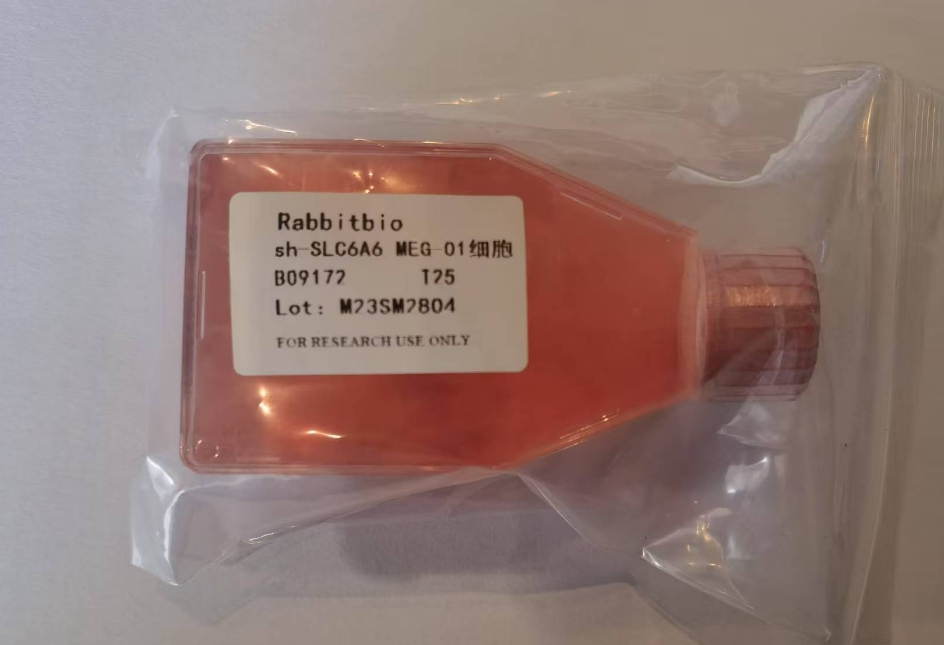 Rabbitbio
sh-SLC6A6 MEG-01细胞
B09172 T25
Lot: M23SM2804
FOR RESEARCH USE ONLY